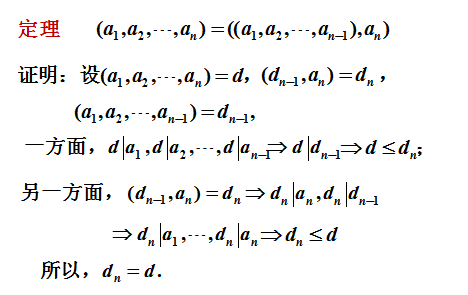 定理 (a₁,a₂,⋯,aₙ)=((a₁,a₂,⋯,aₙ₋₁),aₙ)
证明：设(a₁,a₂,⋯,aₙ)=d，(dₙ₋₁,aₙ)=dₙ，
(a₁,a₂,⋯,aₙ₋₁)=dₙ₋₁,
一方面，d|a₁,d|a₂,⋯,d|aₙ₋₁⇒d|dₙ₋₁⇒d≤dₙ;
另一方面，(dₙ₋₁,aₙ)=dₙ⇒dₙ|aₙ,dₙ|dₙ₋₁
⇒dₙ|a₁,⋯,dₙ|aₙ⇒dₙ≤d
所以，dₙ=d.